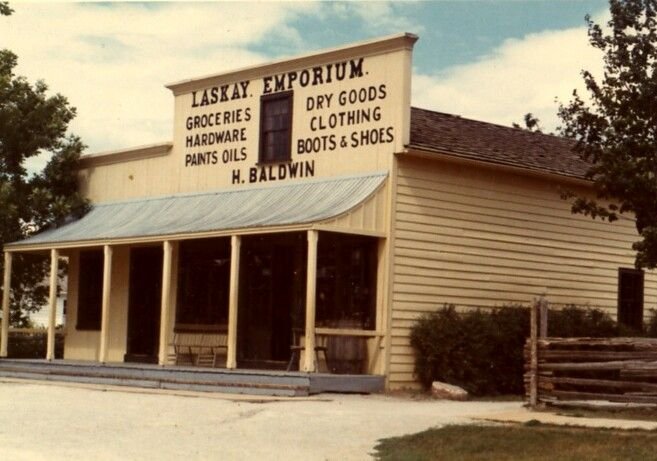 LASKAY. EMPORIUM.
GROCERIES
HARDWARE
PAINTS OILS
DRY GOODS
CLOTHING
BOOTS & SHOES
H. BALDWIN